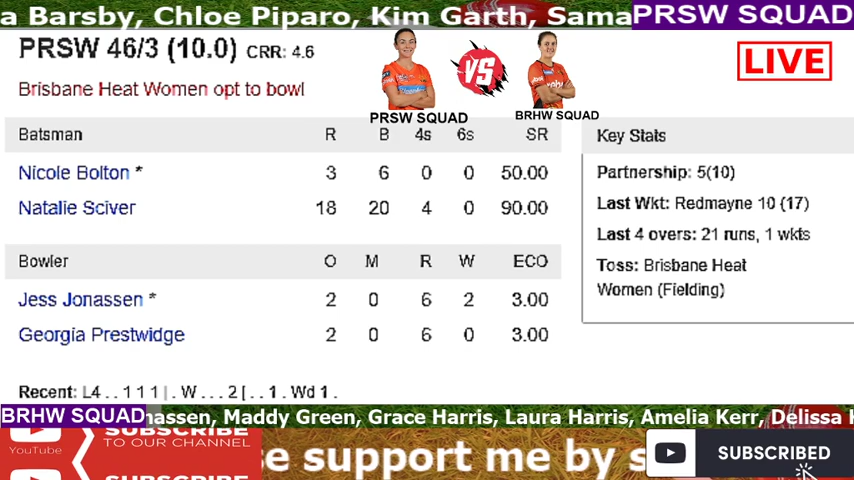 a Barsby, Chloe Piparo, Kim Garth, Sama
PRSW SQUAD
PRSW 46/3 (10.0) CRR: 4.6
Brisbane Heat Women opt to bowl
VS
PRSW SQUAD
BRHW SQUAD
LIVE
Batsman R B 4s 6s SR
Nicole Bolton * 3 6 0 0 50.00
Natalie Sciver 18 20 4 0 90.00
Bowler O M R W ECO
Jess Jonassen * 2 0 6 2 3.00
Georgia Prestwidge 2 0 6 0 3.00
Recent: L4 . . 1 1 1 | . W . . . 2 [ . . 1 . Wd 1 .
Key Stats
Partnership: 5(10)
Last Wkt: Redmayne 10 (17)
Last 4 overs: 21 runs, 1 wkts
Toss: Brisbane Heat
Women (Fielding)
BRHW SQUAD
nassen, Maddy Green, Grace Harris, Laura Harris, Amelia Kerr, Delissa
YouTube
SUBSCRIBE
TO OUR CHANNEL
SUBSCRIBE
se support me by s
SUBSCRIBED